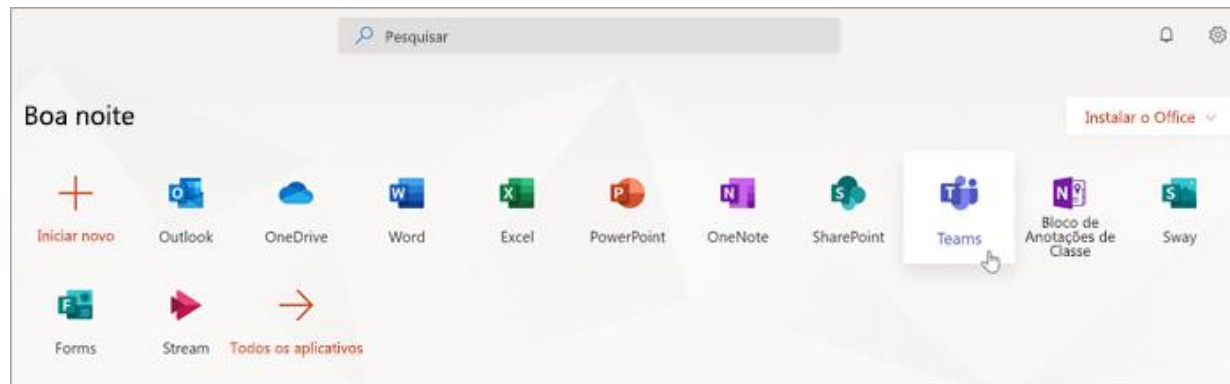 Pesquisar
Boa noite
Instalar o Office
Iniciar novo
Outlook
OneDrive
Word
Excel
PowerPoint
OneNote
SharePoint
Teams
Bloco de
Anotações de
Classe
Sway
Forms
Stream
Todos os aplicativos